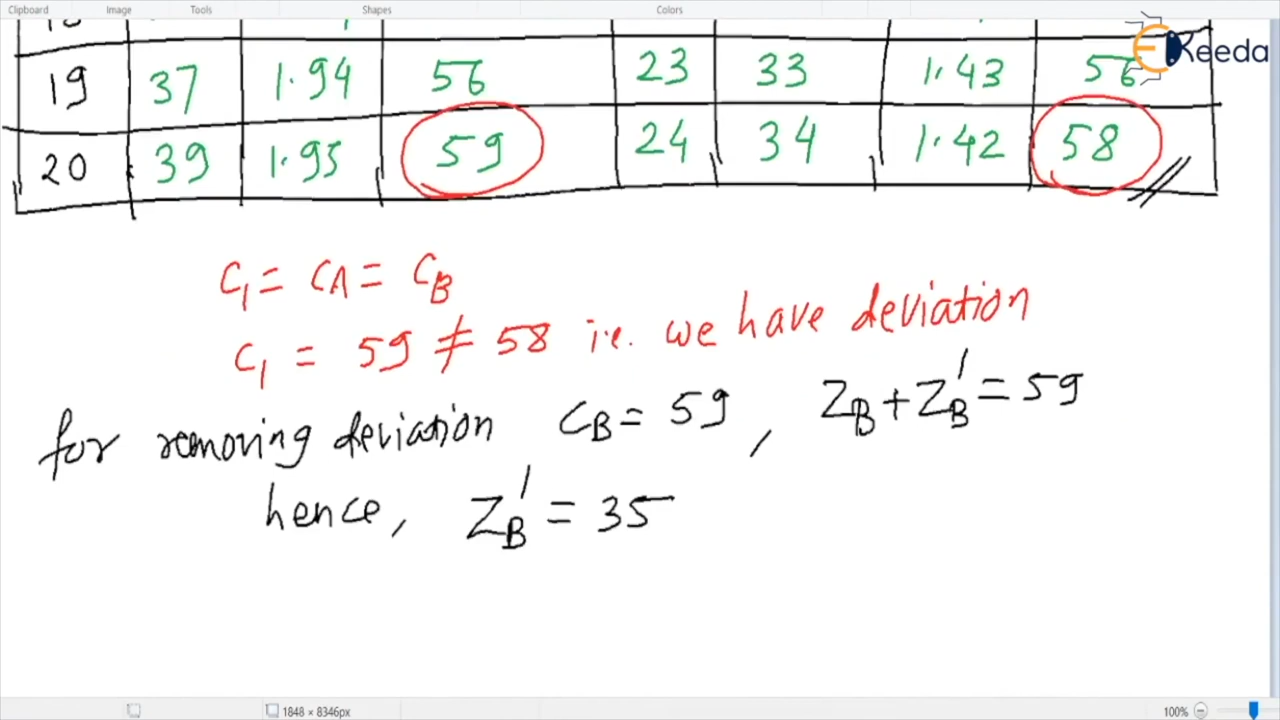 Clipboard Image Tools Shapes Colors
Keeda
19 37 1.94 56 23 33 1.43 56
20 39 1.95 59 24 34 1.42 58
C1 = CA = CB
C1 = 59 ≠ 58 i.e. we have deviation
for removing deviation CB = 59, ZB + ZB' = 59
hence, ZB' = 35
1848 × 8346px 100%